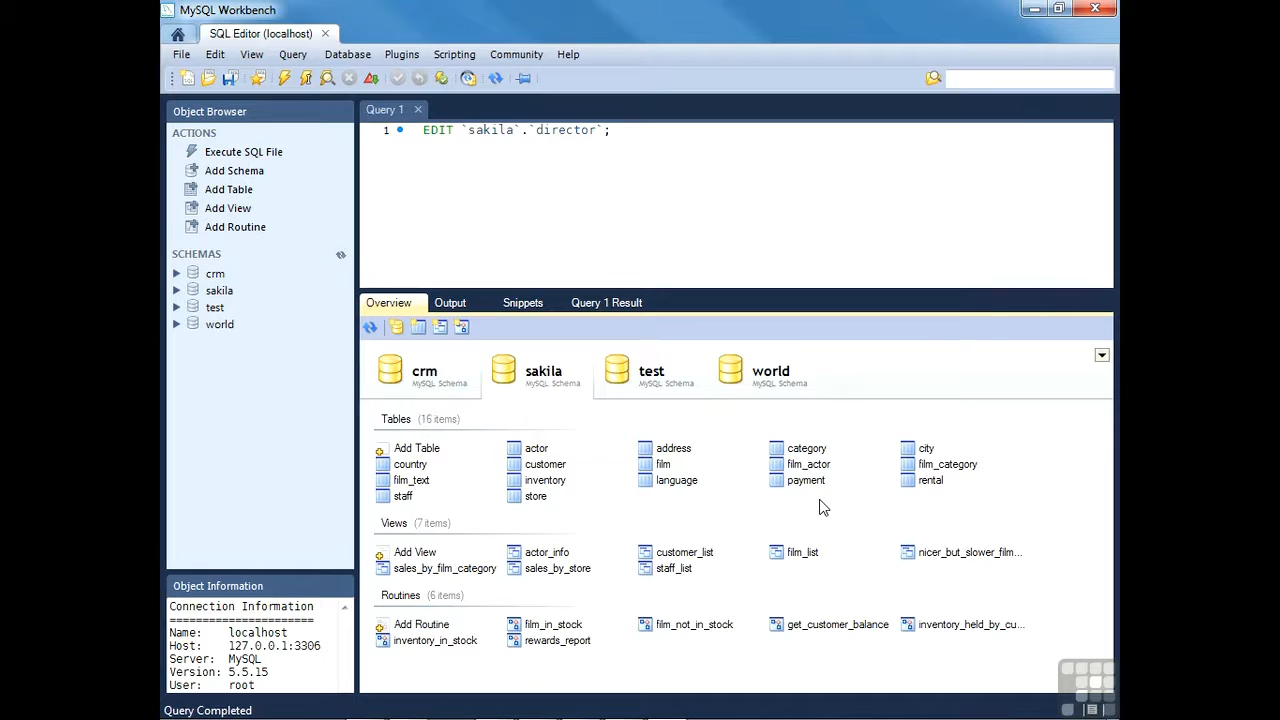 MySQL Workbench
SQL Editor (localhost)
File Edit View Query Database Plugins Scripting Community Help
Object Browser
ACTIONS
Execute SQL File
Add Schema
Add Table
Add View
Add Routine
SCHEMAS
crm
sakila
test
world
Query 1
1 EDIT `sakila`.`director`;
Overview Output Snippets Query 1 Result
crm sakila test world
MySQL Schema MySQL Schema MySQL Schema MySQL Schema
Tables (16 items)
Add Table actor address category city
country customer film film_actor film_category
film_text inventory language payment rental
staff store
Views (7 items)
Add View actor_info customer_list film_list nicer_but_slower_film...
sales_by_film_category sales_by_store staff_list
Routines (6 items)
Add Routine film_in_stock film_not_in_stock get_customer_balance inventory_held_by_cu...
inventory_in_stock rewards_report
Object Information
Connection Information
======================
Name: localhost
Host: 127.0.0.1:3306
Server: MySQL
Version: 5.5.15
User: root
Query Completed